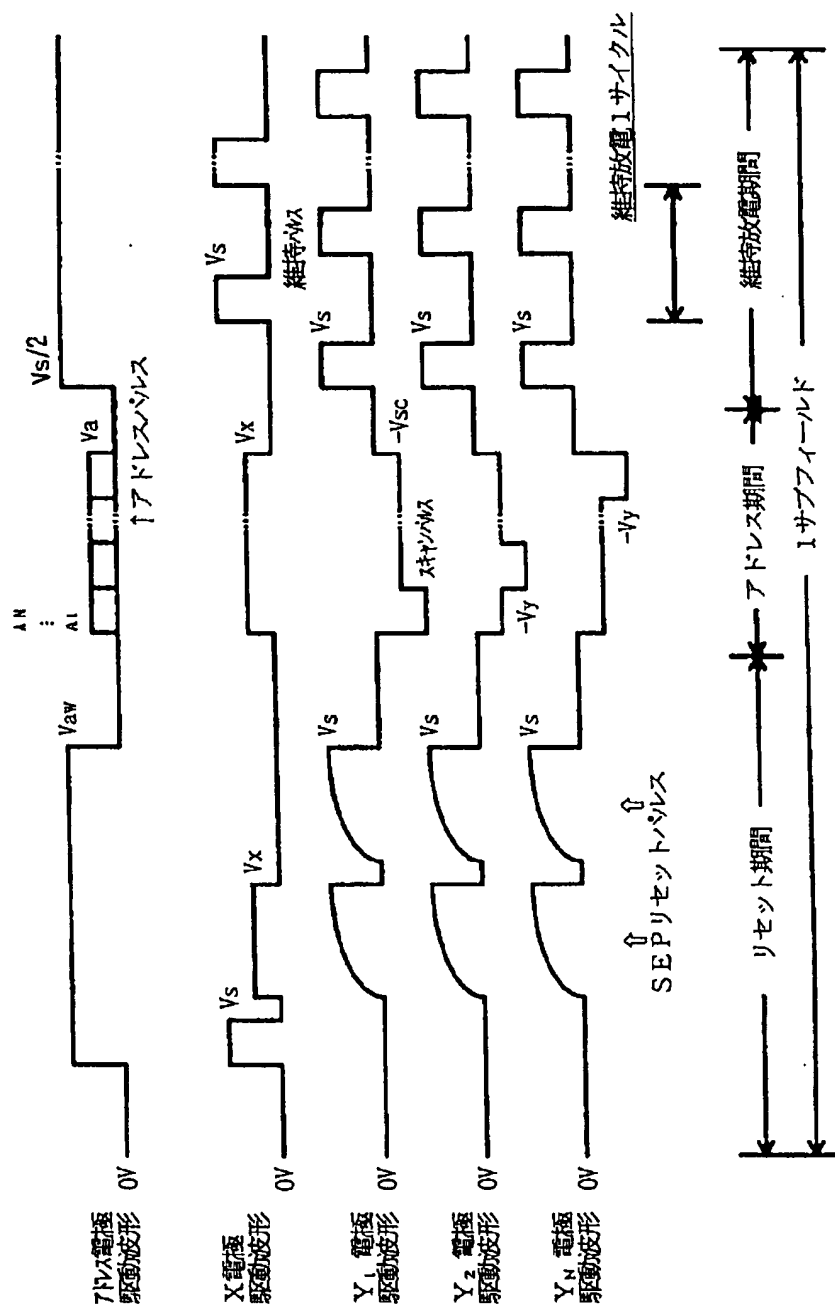 アドレス電極
駆動波形
0V
Vaw
AN
⋮
A1
Va
↑アドレスパルス
Vs/2
X電極
駆動波形
0V
Vs
Vx
Vx
Vs
維持パルス
Y₁ 電極
駆動波形
0V
Vs
スキャンパルス
-Vsc
Vs
Y₂ 電極
駆動波形
0V
Vs
-Vy
Vs
Y_N 電極
駆動波形
0V
Vs
-Vy
Vs
⇧ ⇧
SEPリセットパルス
維持放電1サイクル
リセット期間
アドレス期間
維持放電期間
1サブフィールド